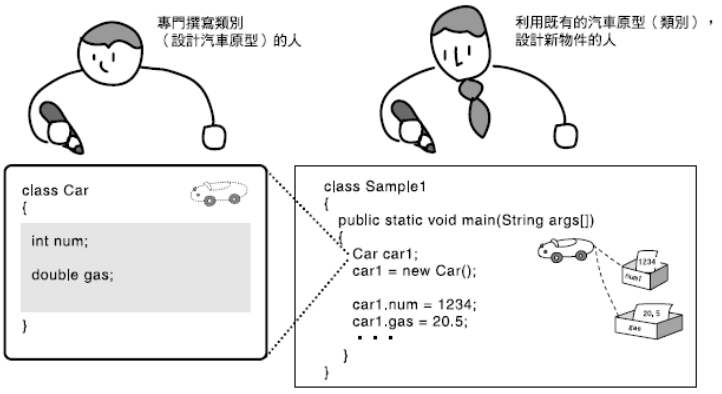 專門撰寫類別
（設計汽車原型）的人
利用既有的汽車原型（類別），
設計新物件的人
class Car
{
int num;
double gas;
}
class Sample1
{
public static void main(String args[])
{
Car car1;
car1 = new Car();
car1.num = 1234;
car1.gas = 20.5;
• • •
}
}
1234
num
20.5
gas